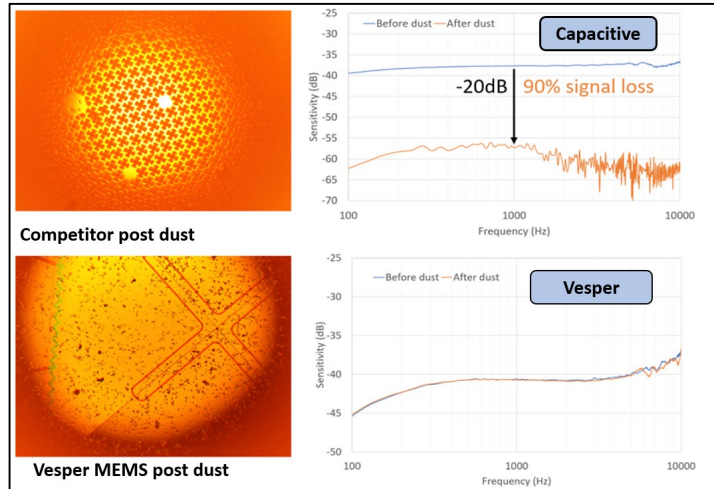 Competitor post dust
-25
-30
-35
-40
-45
-50
-55
-60
-65
-70
Sensitivity (dB)
Before dust After dust
Capacitive
-20dB 90% signal loss
100 1000 10000
Frequency (Hz)
Vesper MEMS post dust
-25
-30
-35
-40
-45
-50
Sensitivity (dB)
Before dust After dust
Vesper
100 1000 10000
Frequency (Hz)